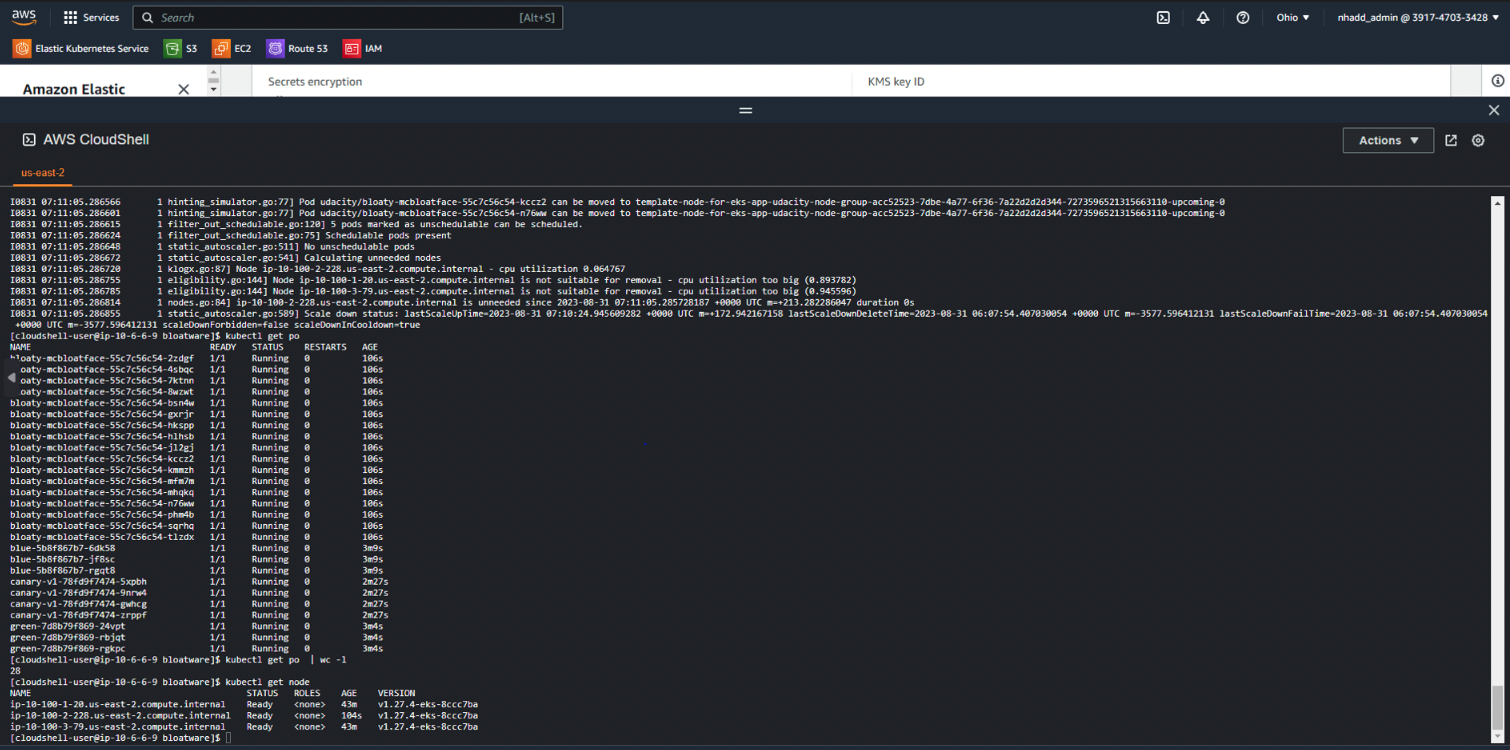 aws
Services
Search
[Alt+S]
Ohio ▼
nhadd_admin @ 3917-4703-3428 ▼
Elastic Kubernetes Service
S3
EC2
Route 53
IAM
Amazon Elastic
Secrets encryption
KMS key ID
AWS CloudShell
Actions ▼
us-east-2
I0831 07:11:05.286566       1 hinting_simulator.go:77] Pod udacity/bloaty-mcbloatface-55c7c56c54-kccz2 can be moved to template-node-for-eks-app-udacity-node-group-acc52523-7dbe-4a77-6f36-7a22d2d2d344-7273596521315663110-upcoming-0
I0831 07:11:05.286601       1 hinting_simulator.go:77] Pod udacity/bloaty-mcbloatface-55c7c56c54-n76ww can be moved to template-node-for-eks-app-udacity-node-group-acc52523-7dbe-4a77-6f36-7a22d2d2d344-7273596521315663110-upcoming-0
I0831 07:11:05.286615       1 filter_out_schedulable.go:120] 5 pods marked as unschedulable can be scheduled.
I0831 07:11:05.286624       1 filter_out_schedulable.go:75] Schedulable pods present
I0831 07:11:05.286648       1 static_autoscaler.go:511] No unschedulable pods
I0831 07:11:05.286672       1 static_autoscaler.go:541] Calculating unneeded nodes
I0831 07:11:05.286720       1 klogx.go:87] Node ip-10-100-2-228.us-east-2.compute.internal - cpu utilization 0.064767
I0831 07:11:05.286755       1 eligibility.go:144] Node ip-10-100-1-20.us-east-2.compute.internal is not suitable for removal - cpu utilization too big (0.893782)
I0831 07:11:05.286785       1 eligibility.go:144] Node ip-10-100-3-79.us-east-2.compute.internal is not suitable for removal - cpu utilization too big (0.945596)
I0831 07:11:05.286814       1 nodes.go:84] ip-10-100-2-228.us-east-2.compute.internal is unneeded since 2023-08-31 07:11:05.285728187 +0000 UTC m=+213.282286047 duration 0s
I0831 07:11:05.286855       1 static_autoscaler.go:589] Scale down status: lastScaleUpTime=2023-08-31 07:10:24.945609282 +0000 UTC m=+172.942167158 lastScaleDownDeleteTime=2023-08-31 06:07:54.407030054 +0000 UTC m=-3577.596412131 lastScaleDownFailTime=2023-08-31 06:07:54.407030054
+0000 UTC m=-3577.596412131 scaleDownForbidden=false scaleDownInCooldown=true
[cloudshell-user@ip-10-6-6-9 bloatware]$ kubectl get po
NAME READY STATUS RESTARTS AGE
bloaty-mcbloatface-55c7c56c54-2zdgf 1/1 Running 0 106s
oaty-mcbloatface-55c7c56c54-4sbqc 1/1 Running 0 106s
oaty-mcbloatface-55c7c56c54-7ktnn 1/1 Running 0 106s
oaty-mcbloatface-55c7c56c54-8wzwt 1/1 Running 0 106s
bloaty-mcbloatface-55c7c56c54-bsn4w 1/1 Running 0 106s
bloaty-mcbloatface-55c7c56c54-gxrjr 1/1 Running 0 106s
bloaty-mcbloatface-55c7c56c54-hkspp 1/1 Running 0 106s
bloaty-mcbloatface-55c7c56c54-hlhsb 1/1 Running 0 106s
bloaty-mcbloatface-55c7c56c54-jl2gj 1/1 Running 0 106s
bloaty-mcbloatface-55c7c56c54-kccz2 1/1 Running 0 106s
bloaty-mcbloatface-55c7c56c54-kmmzh 1/1 Running 0 106s
bloaty-mcbloatface-55c7c56c54-mfm7m 1/1 Running 0 106s
bloaty-mcbloatface-55c7c56c54-mhqkq 1/1 Running 0 106s
bloaty-mcbloatface-55c7c56c54-n76ww 1/1 Running 0 106s
bloaty-mcbloatface-55c7c56c54-phm4b 1/1 Running 0 106s
bloaty-mcbloatface-55c7c56c54-sqrhq 1/1 Running 0 106s
bloaty-mcbloatface-55c7c56c54-tlzdx 1/1 Running 0 106s
blue-5b8f867b7-6dk58 1/1 Running 0 3m9s
blue-5b8f867b7-jf8sc 1/1 Running 0 3m9s
blue-5b8f867b7-rgqt8 1/1 Running 0 3m9s
canary-v1-78fd9f7474-5xpbh 1/1 Running 0 2m27s
canary-v1-78fd9f7474-9nrw4 1/1 Running 0 2m27s
canary-v1-78fd9f7474-gwhcg 1/1 Running 0 2m27s
canary-v1-78fd9f7474-zrppf 1/1 Running 0 2m27s
green-7d8b79f869-24vpt 1/1 Running 0 3m4s
green-7d8b79f869-rbjqt 1/1 Running 0 3m4s
green-7d8b79f869-rgkpc 1/1 Running 0 3m4s
[cloudshell-user@ip-10-6-6-9 bloatware]$ kubectl get po  | wc -l
28
[cloudshell-user@ip-10-6-6-9 bloatware]$ kubectl get node
NAME STATUS ROLES AGE VERSION
ip-10-100-1-20.us-east-2.compute.internal Ready <none> 43m v1.27.4-eks-8ccc7ba
ip-10-100-2-228.us-east-2.compute.internal Ready <none> 104s v1.27.4-eks-8ccc7ba
ip-10-100-3-79.us-east-2.compute.internal Ready <none> 43m v1.27.4-eks-8ccc7ba
[cloudshell-user@ip-10-6-6-9 bloatware]$